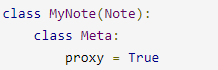 class MyNote(Note):
    class Meta:
        proxy = True